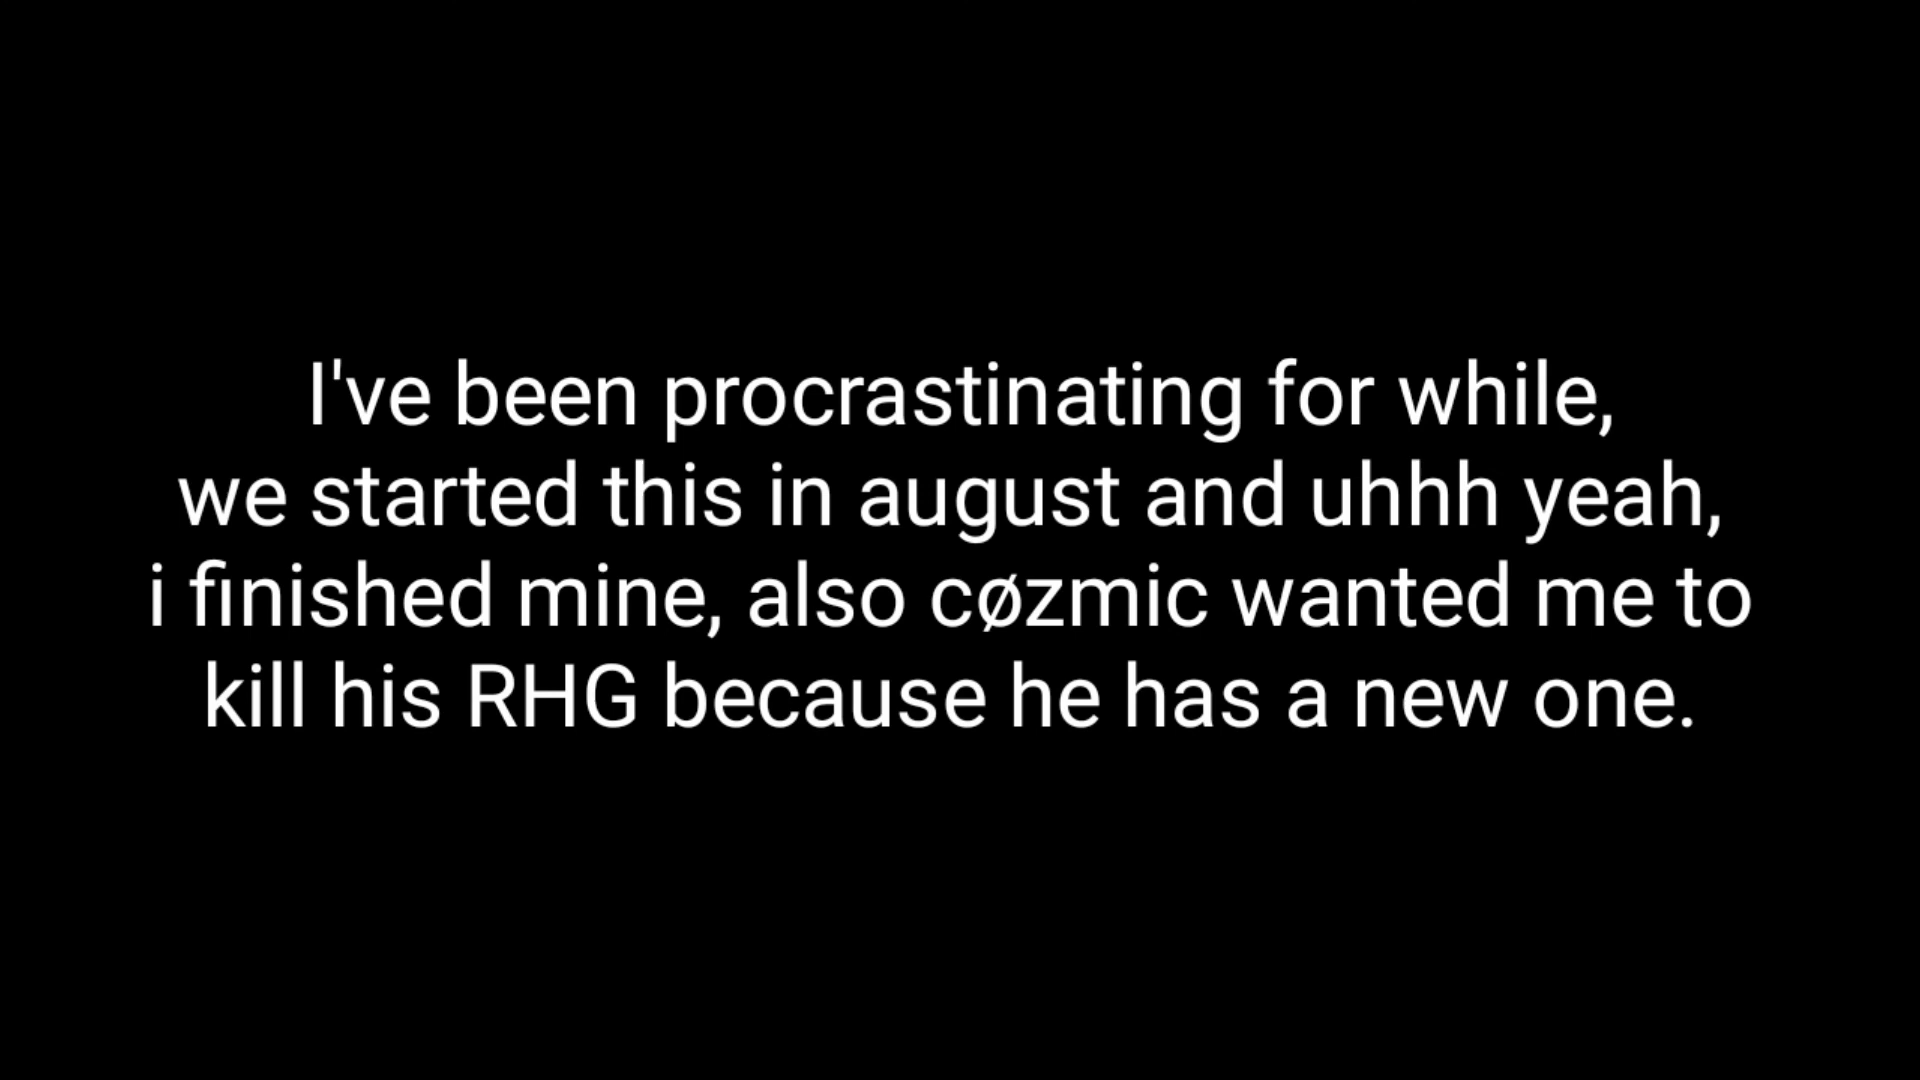 I've been procrastinating for while,
we started this in august and uhhh yeah,
i finished mine, also cøzmic wanted me to
kill his RHG because he has a new one.